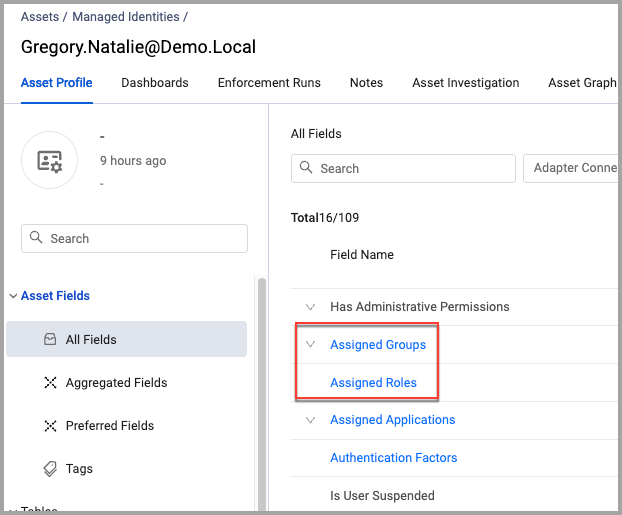 Assets / Managed Identities /
Gregory.Natalie@Demo.Local
Asset Profile Dashboards Enforcement Runs Notes Asset Investigation Asset Graph
-
9 hours ago
-
Search
Asset Fields
All Fields
Aggregated Fields
Preferred Fields
Tags
Tables
All Fields
Search Adapter Conne
Total16/109
Field Name
Has Administrative Permissions
Assigned Groups
Assigned Roles
Assigned Applications
Authentication Factors
Is User Suspended